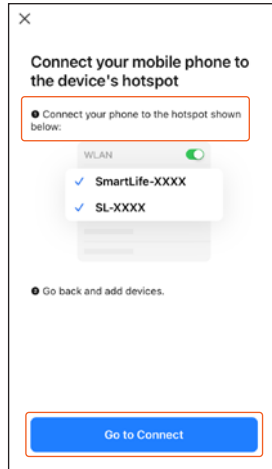 Connect your mobile phone to
the device's hotspot
❶ Connect your phone to the hotspot shown
below:
WLAN
SmartLife-XXXX
SL-XXXX
❷ Go back and add devices.
Go to Connect